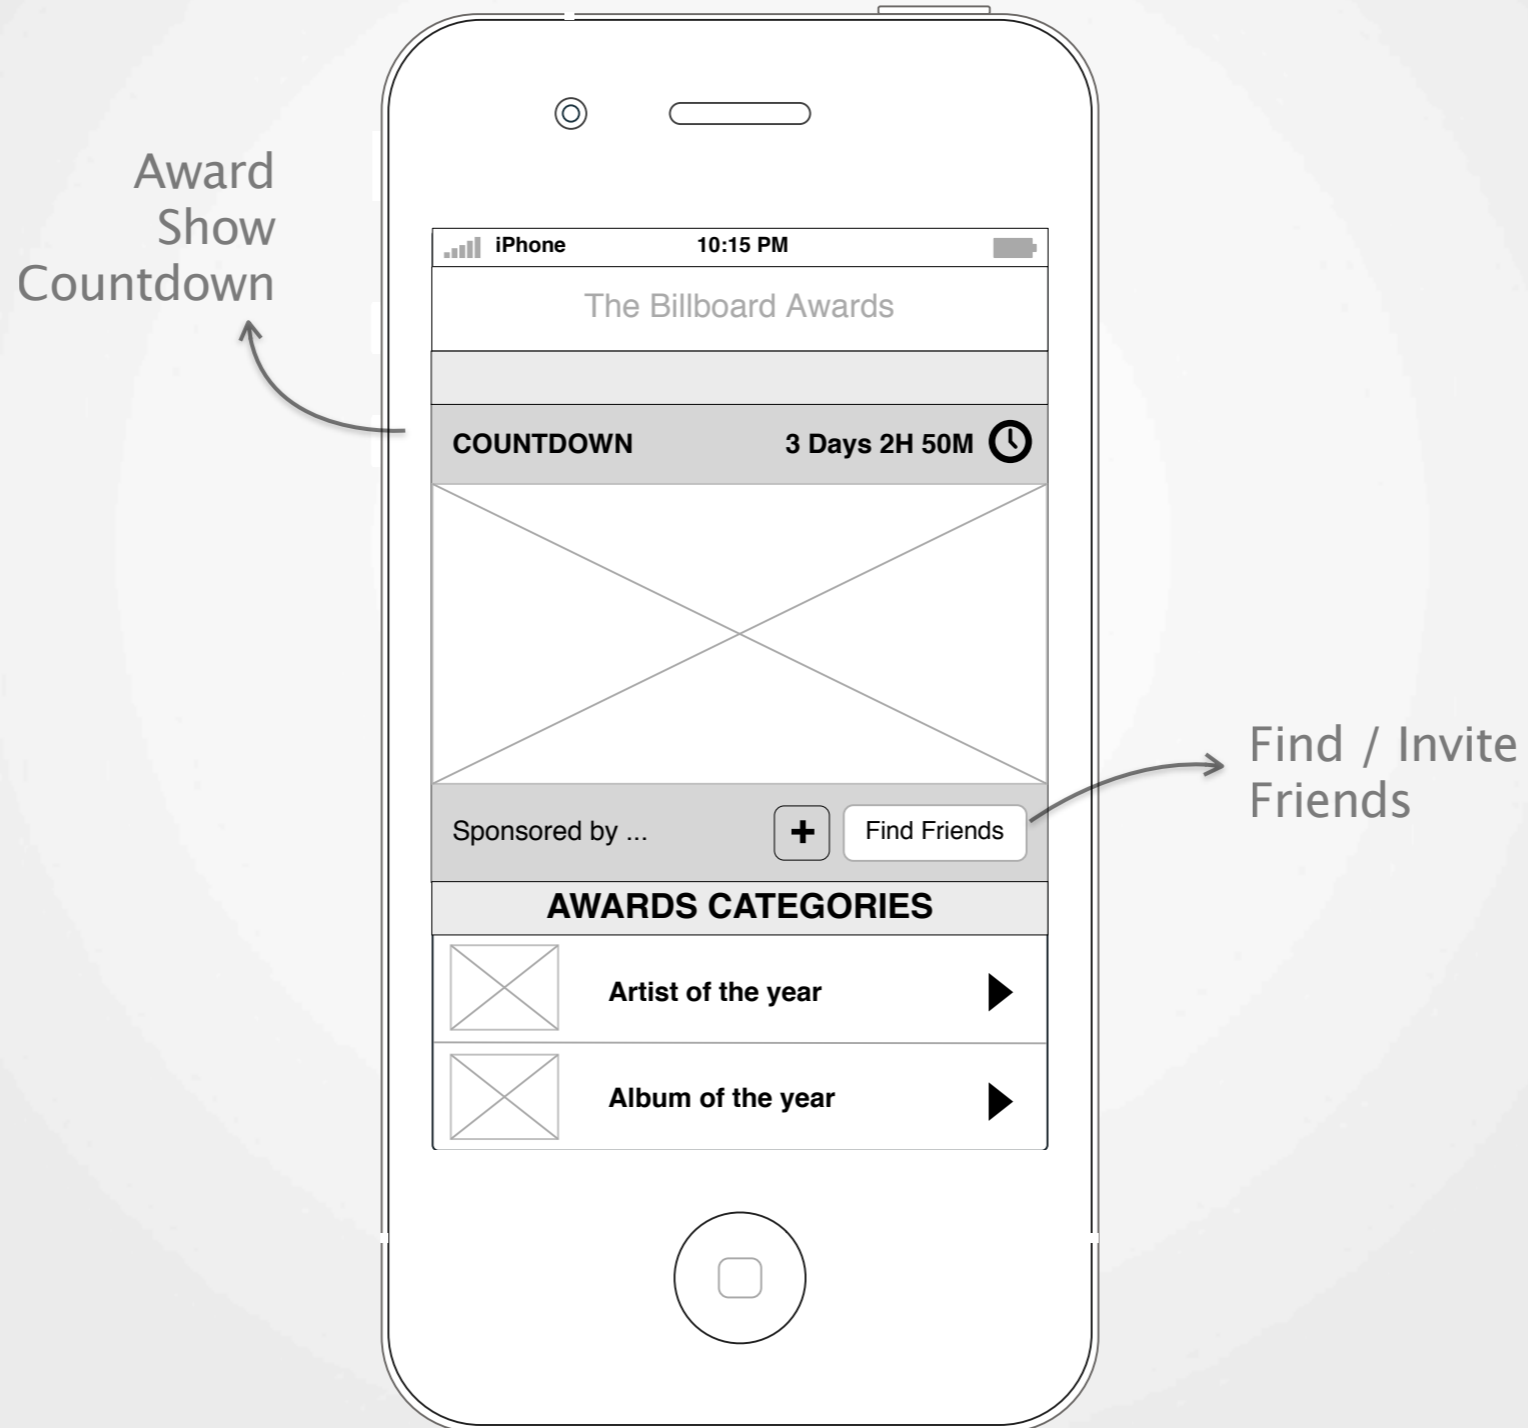 Award
Show
Countdown
iPhone 10:15 PM
The Billboard Awards
COUNTDOWN 3 Days 2H 50M
Sponsored by ... + Find Friends
Find / Invite
Friends
AWARDS CATEGORIES
Artist of the year
Album of the year